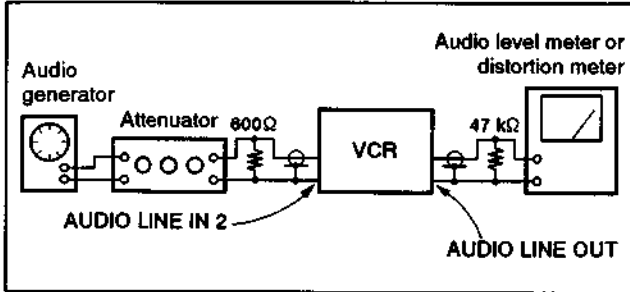 Audio level meter or
distortion meter
Audio
generator
Attenuator
600Ω
VCR
47 kΩ
AUDIO LINE IN 2
AUDIO LINE OUT